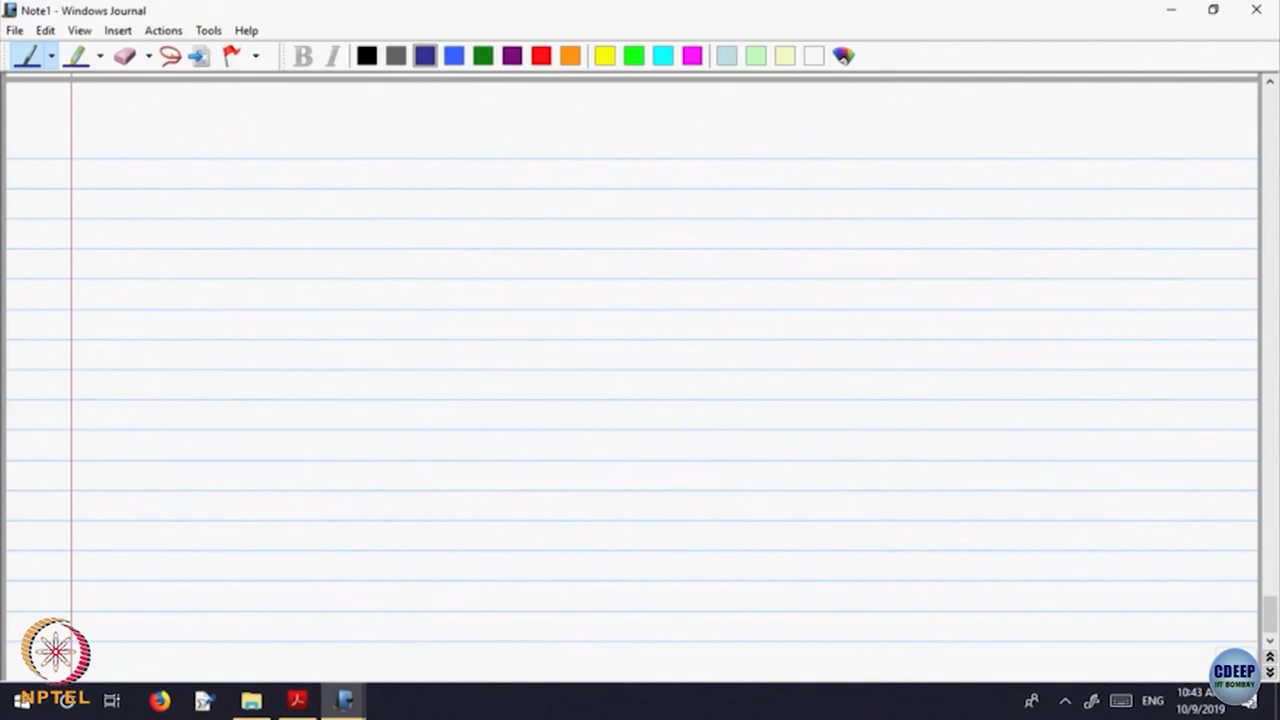 Note1 - Windows Journal
File Edit View Insert Actions Tools Help
B I
NPTEL
CDEEP
IIT BOMBAY
ENG
10:43
10/9/2019